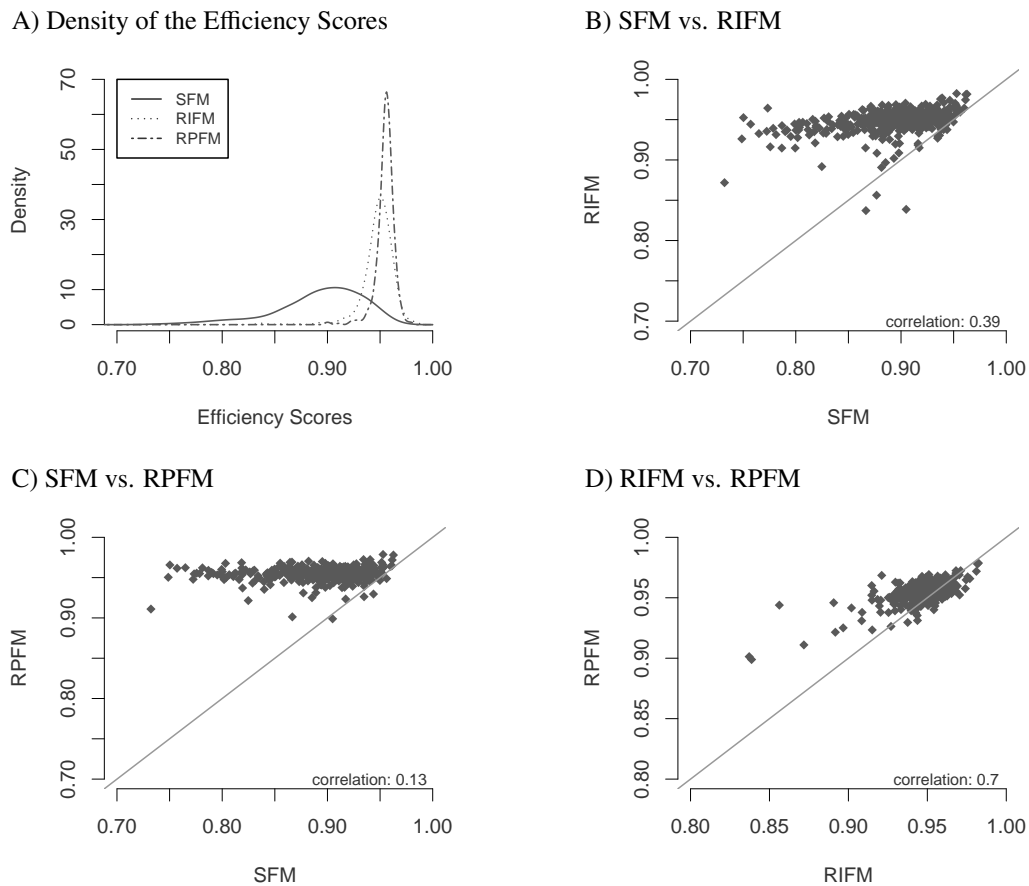 A) Density of the Efficiency Scores
70
50
30
10
0
Density
SFM
RIFM
RPFM
0.70 0.80 0.90 1.00
Efficiency Scores
B) SFM vs. RIFM
1.00
0.90
0.80
0.70
RIFM
correlation: 0.39
0.70 0.80 0.90 1.00
SFM
C) SFM vs. RPFM
1.00
0.90
0.80
0.70
RPFM
correlation: 0.13
0.70 0.80 0.90 1.00
SFM
D) RIFM vs. RPFM
1.00
0.95
0.90
0.85
0.80
RPFM
correlation: 0.7
0.80 0.85 0.90 0.95 1.00
RIFM